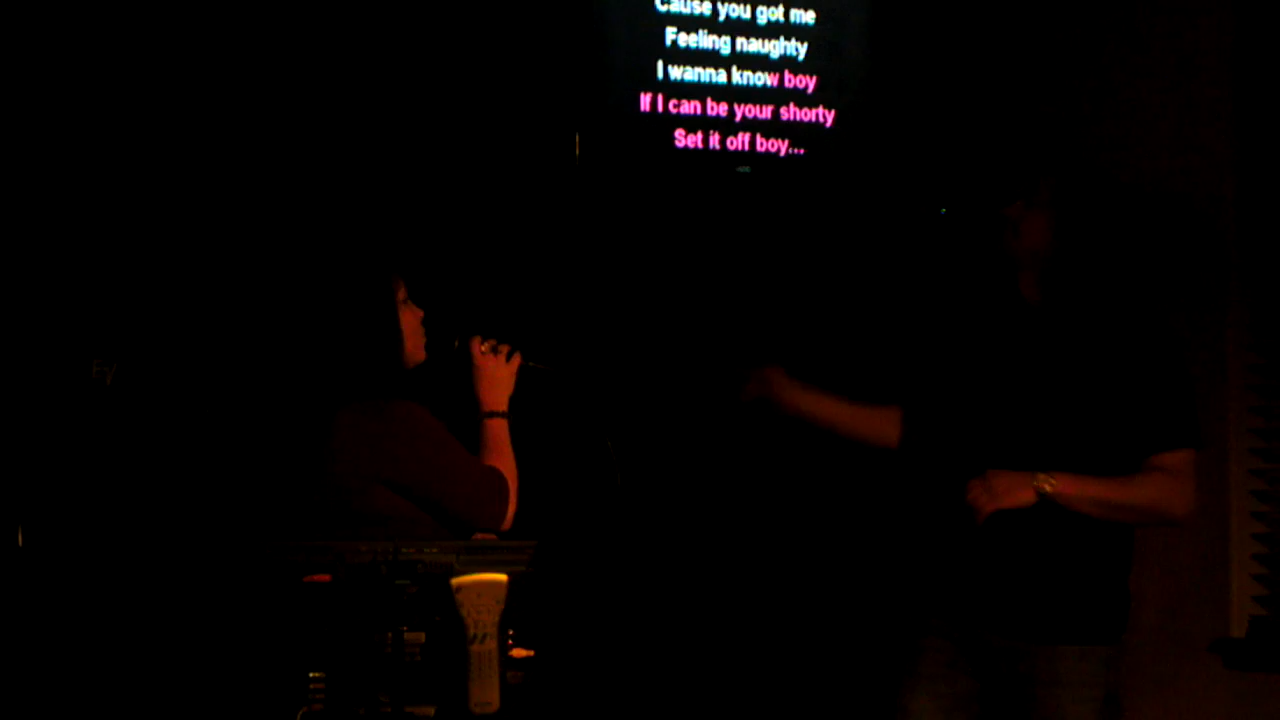 Cause you got me
Feeling naughty
I wanna know boy
If I can be your shorty
Set it off boy...